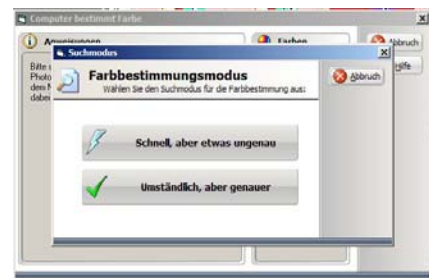 Computer bestimmt Farbe
Anweisungen
Farben
Abbruch
Hilfe
Bitte
Photo
dem
dabei
Suchmodus
Farbbestimmungsmodus
Wählen Sie den Suchmodus für die Farbbestimmung aus:
Abbruch
Schnell, aber etwas ungenau
Umständlich, aber genauer